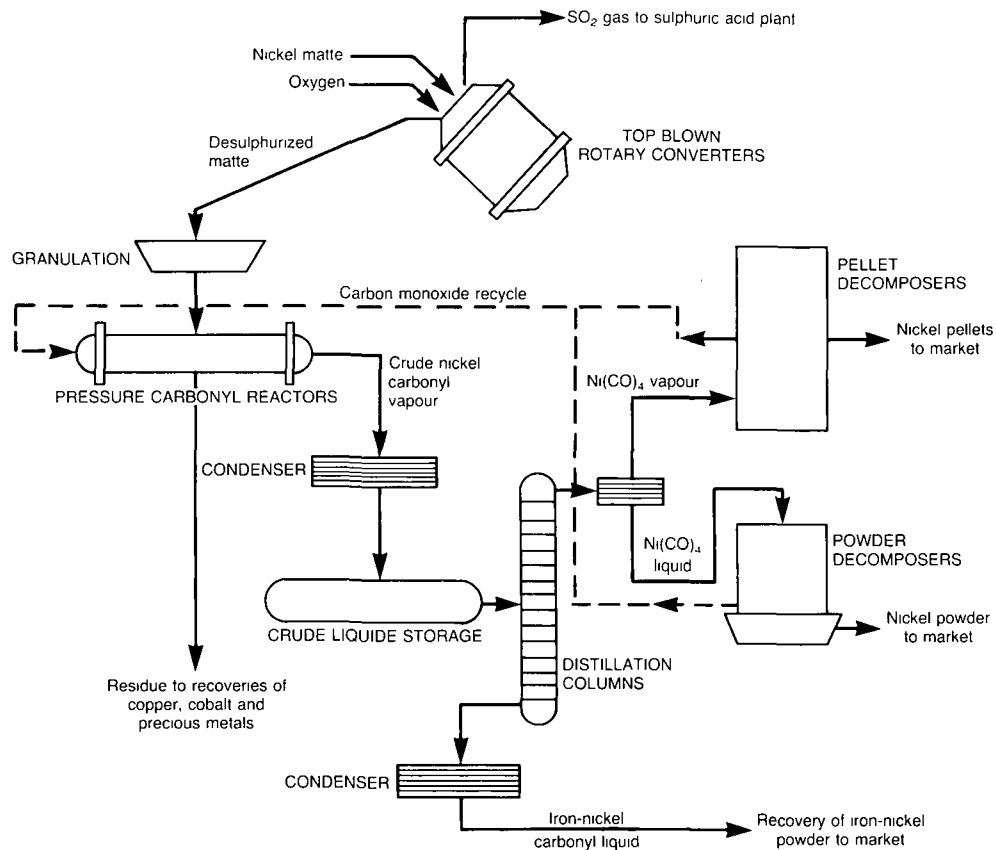 SO2 gas to sulphuric acid plant
Nickel matte
Oxygen
TOP BLOWN
ROTARY CONVERTERS
Desulphurized
matte
GRANULATION
PELLET
DECOMPOSERS
Carbon monoxide recycle
Nickel pellets
to market
Crude nickel
carbonyl
vapour
PRESSURE CARBONYL REACTORS
Ni(CO)4 vapour
CONDENSER
Ni(CO)4
liquid
POWDER
DECOMPOSERS
CRUDE LIQUIDE STORAGE
Nickel powder
to market
DISTILLATION
COLUMNS
Residue to recoveries of
copper, cobalt and
precious metals
CONDENSER
Iron-nickel
carbonyl liquid
Recovery of iron-nickel
powder to market